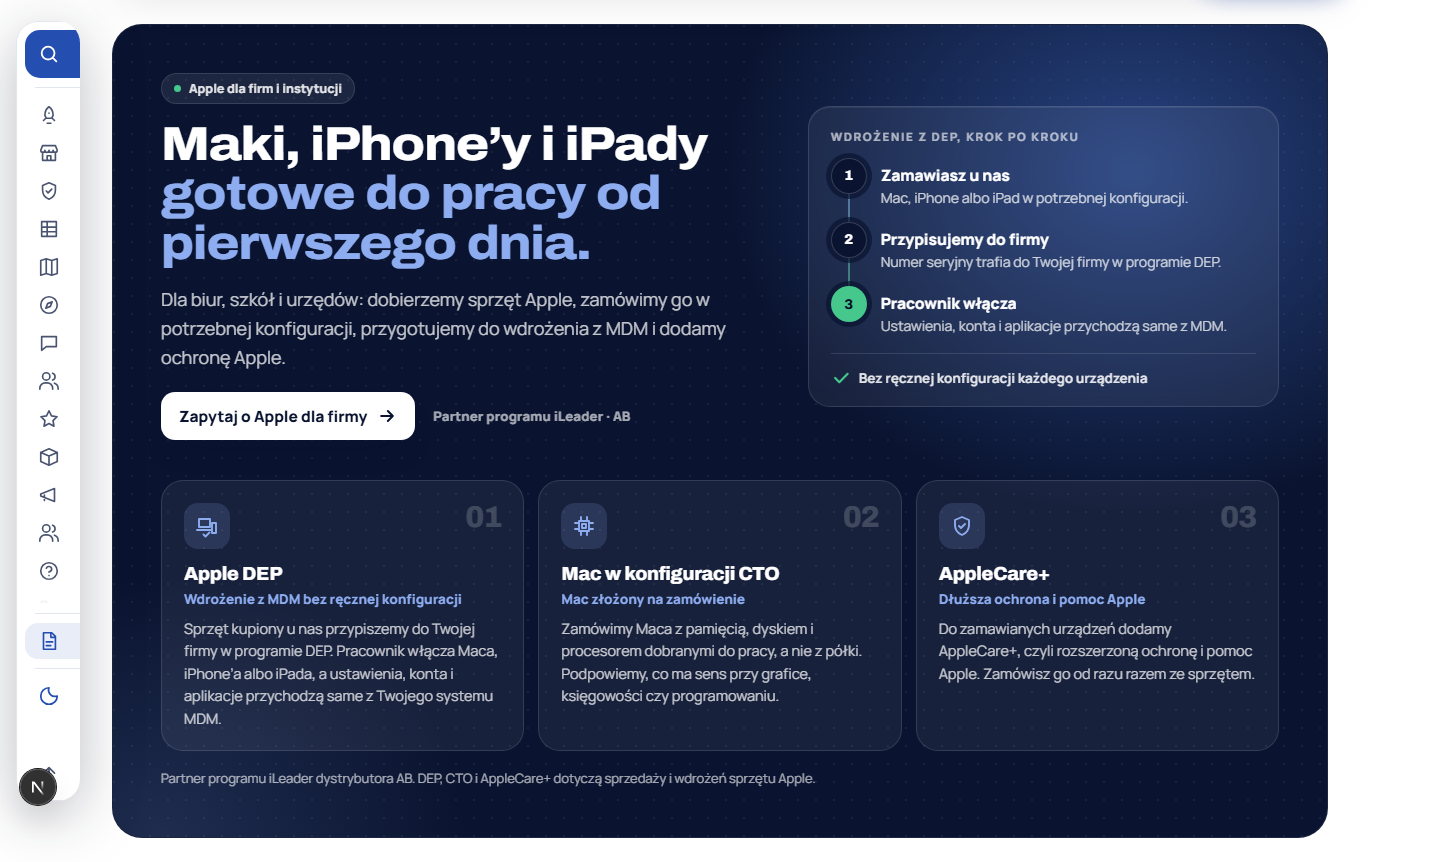 Apple dla firm i instytucji
Maki, iPhone’y i iPady
gotowe do pracy od
pierwszego dnia.
Dla biur, szkół i urzędów: dobierzemy sprzęt Apple, zamówimy go w
potrzebnej konfiguracji, przygotujemy do wdrożenia z MDM i dodamy
ochronę Apple.
Zapytaj o Apple dla firmy →
Partner programu iLeader · AB
WDROŻENIE Z DEP, KROK PO KROKU
1
Zamawiasz u nas
Mac, iPhone albo iPad w potrzebnej konfiguracji.
2
Przypisujemy do firmy
Numer seryjny trafia do Twojej firmy w programie DEP.
3
Pracownik włącza
Ustawienia, konta i aplikacje przychodzą same z MDM.
Bez ręcznej konfiguracji każdego urządzenia
01
Apple DEP
Wdrożenie z MDM bez ręcznej konfiguracji
Sprzęt kupiony u nas przypiszemy do Twojej
firmy w programie DEP. Pracownik włącza Maca,
iPhone’a albo iPada, a ustawienia, konta i
aplikacje przychodzą same z Twojego systemu
MDM.
02
Mac w konfiguracji CTO
Mac złożony na zamówienie
Zamówimy Maca z pamięcią, dyskiem i
procesorem dobranymi do pracy, a nie z półki.
Podpowiemy, co ma sens przy grafice,
księgowości czy programowaniu.
03
AppleCare+
Dłuższa ochrona i pomoc Apple
Do zamawianych urządzeń dodamy
AppleCare+, czyli rozszerzoną ochronę i pomoc
Apple. Zamówisz go od razu razem ze sprzętem.
Partner programu iLeader dystrybutora AB. DEP, CTO i AppleCare+ dotyczą sprzedaży i wdrożeń sprzętu Apple.
N